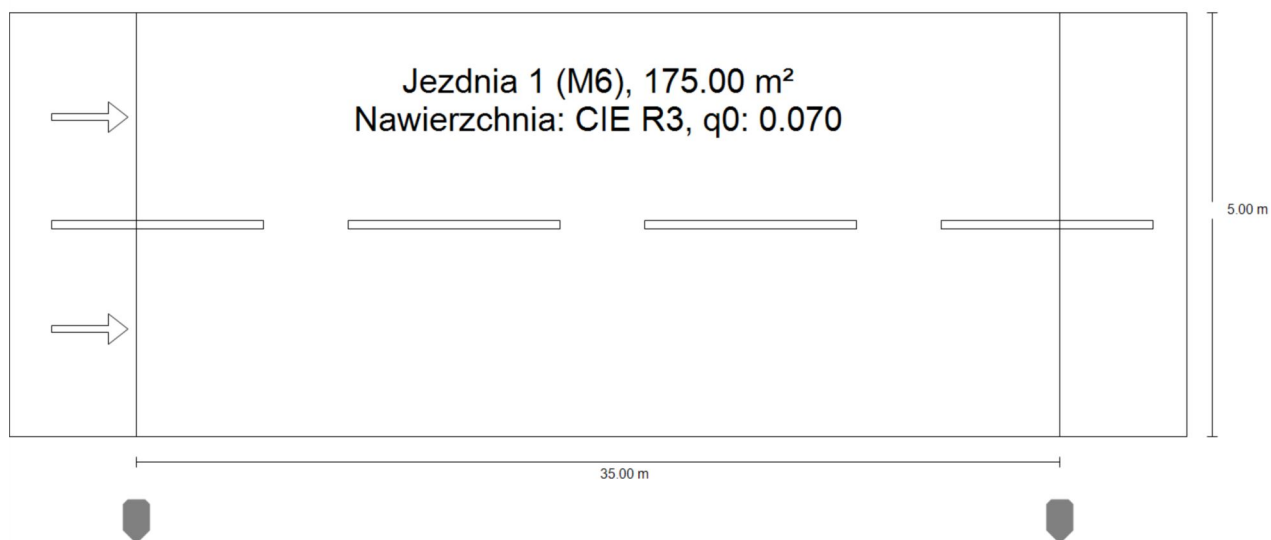 Jezdnia 1 (M6), 175.00 m²
Nawierzchnia: CIE R3, q0: 0.070
5.00 m
35.00 m